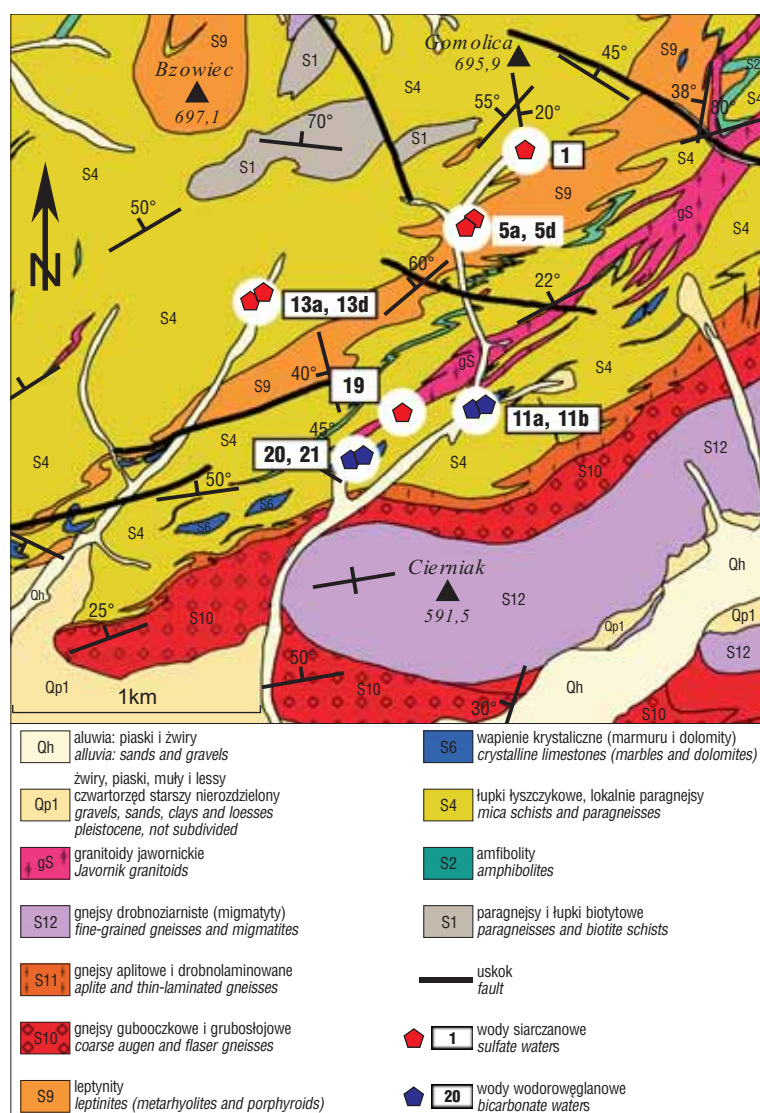 S9
S1
Gomolica
695,9
45°
S9
S2
Bzowiec
697,1
S4
38°
80°
55°
20°
70°
S1
S1
1
S4
S4
S9
gS
50°
5a, 5d
S4
N
60°
22°
13a, 13d
S4
S4
gS
40°
19
S9
45°
11a, 11b
S12
S4
S4
20, 21
S4
S10
50°
S6
S6
S4
Cierniak
591,5
S12
Qh
Qh
25°
S10
Qp1
Qp1
S12
50°
Qp1
1km
S10
30°
Qh
S10
Qh
aluwia: piaski i żwiry
alluvia: sands and gravels
Qp1
żwiry, piaski, muły i lessy
czwartorzęd starszy nierozdzielony
gravels, sands, clays and loesses
pleistocene, not subdivided
gS
granitoidy jawornickie
Javornik granitoids
S12
gnejsy drobnoziarniste (migmatyty)
fine-grained gneisses and migmatites
S11
gnejsy aplitowe i drobnolaminowane
aplite and thin-laminated gneisses
S10
gnejsy gubooczkowe i grubosłojowe
coarse augen and flaser gneisses
S9
leptynity
leptinites (metarhyolites and porphyroids)
S6
wapienie krystaliczne (marmuru i dolomity)
crystalline limestones (marbles and dolomites)
S4
łupki łyszczykowe, lokalnie paragnejsy
mica schists and paragneisses
S2
amfibolity
amphibolites
S1
paragnejsy i łupki biotytowe
paragneisses and biotite schists
uskok
fault
1
wody siarczanowe
sulfate waters
20
wody wodorowęglanowe
bicarbonate waters